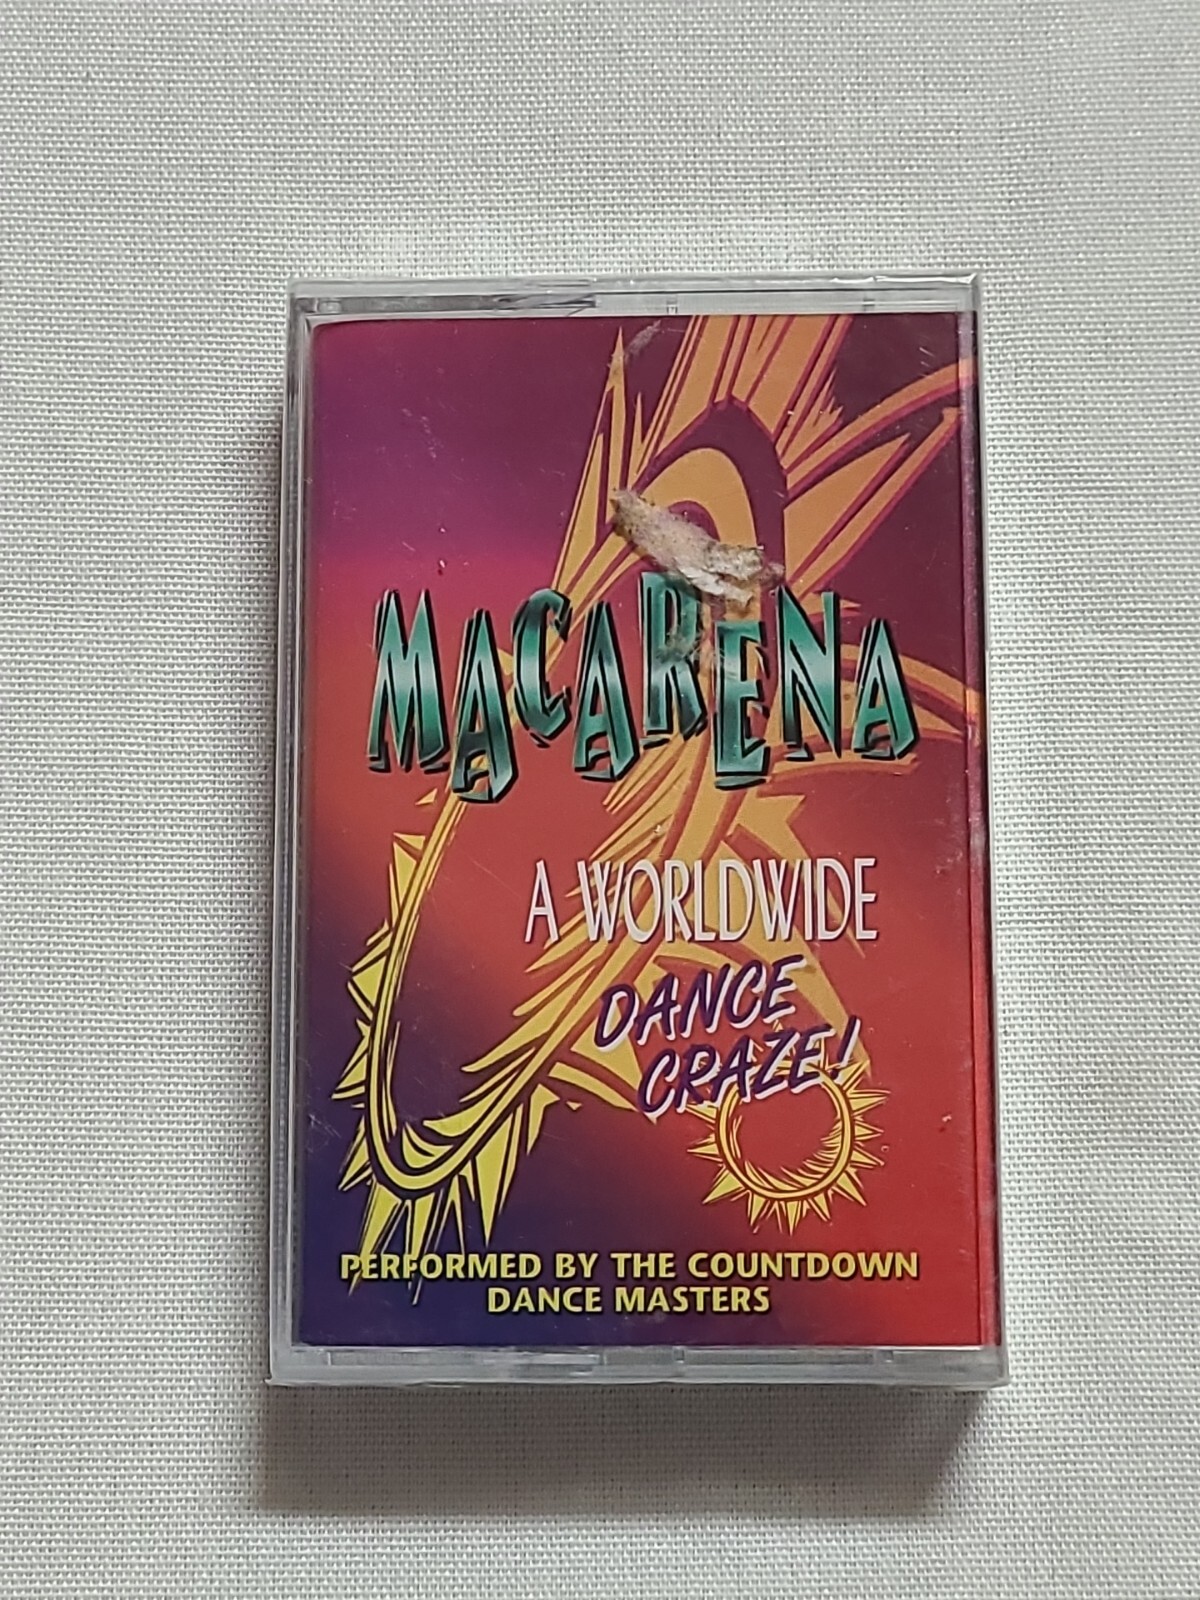 MACARENA
A WORLDWIDE
DANCE
CRAZE!
PERFORMED BY THE COUNTDOWN
DANCE MASTERS